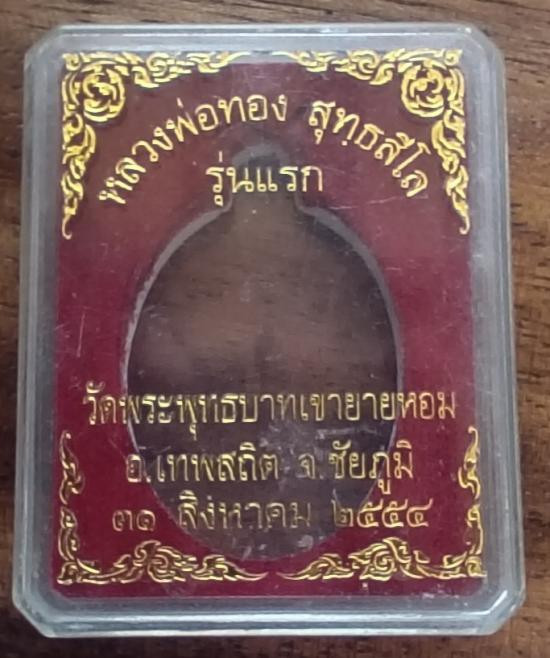 หลวงพ่อทอง สุทฺธสีโล
รุ่นแรก
วัดพระพุทธบาทเขายายหอม
อ.เทพสถิต จ.ชัยภูมิ
๓๑ สิงหาคม ๒๕๕๔